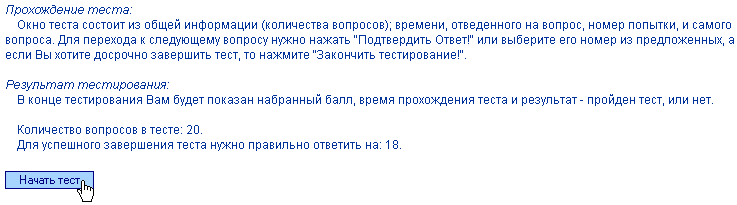 Прохождение теста:
Окно теста состоит из общей информации (количества вопросов); времени, отведенного на вопрос, номер попытки, и самого
вопроса. Для перехода к следующему вопросу нужно нажать "Подтвердить Ответ!" или выберите его номер из предложенных, а
если Вы хотите досрочно завершить тест, то нажмите "Закончить тестирование!".
Результат тестирования:
В конце тестирования Вам будет показан набранный балл, время прохождения теста и результат - пройден тест, или нет.
Количество вопросов в тесте: 20.
Для успешного завершения теста нужно правильно ответить на: 18.
Начать тест